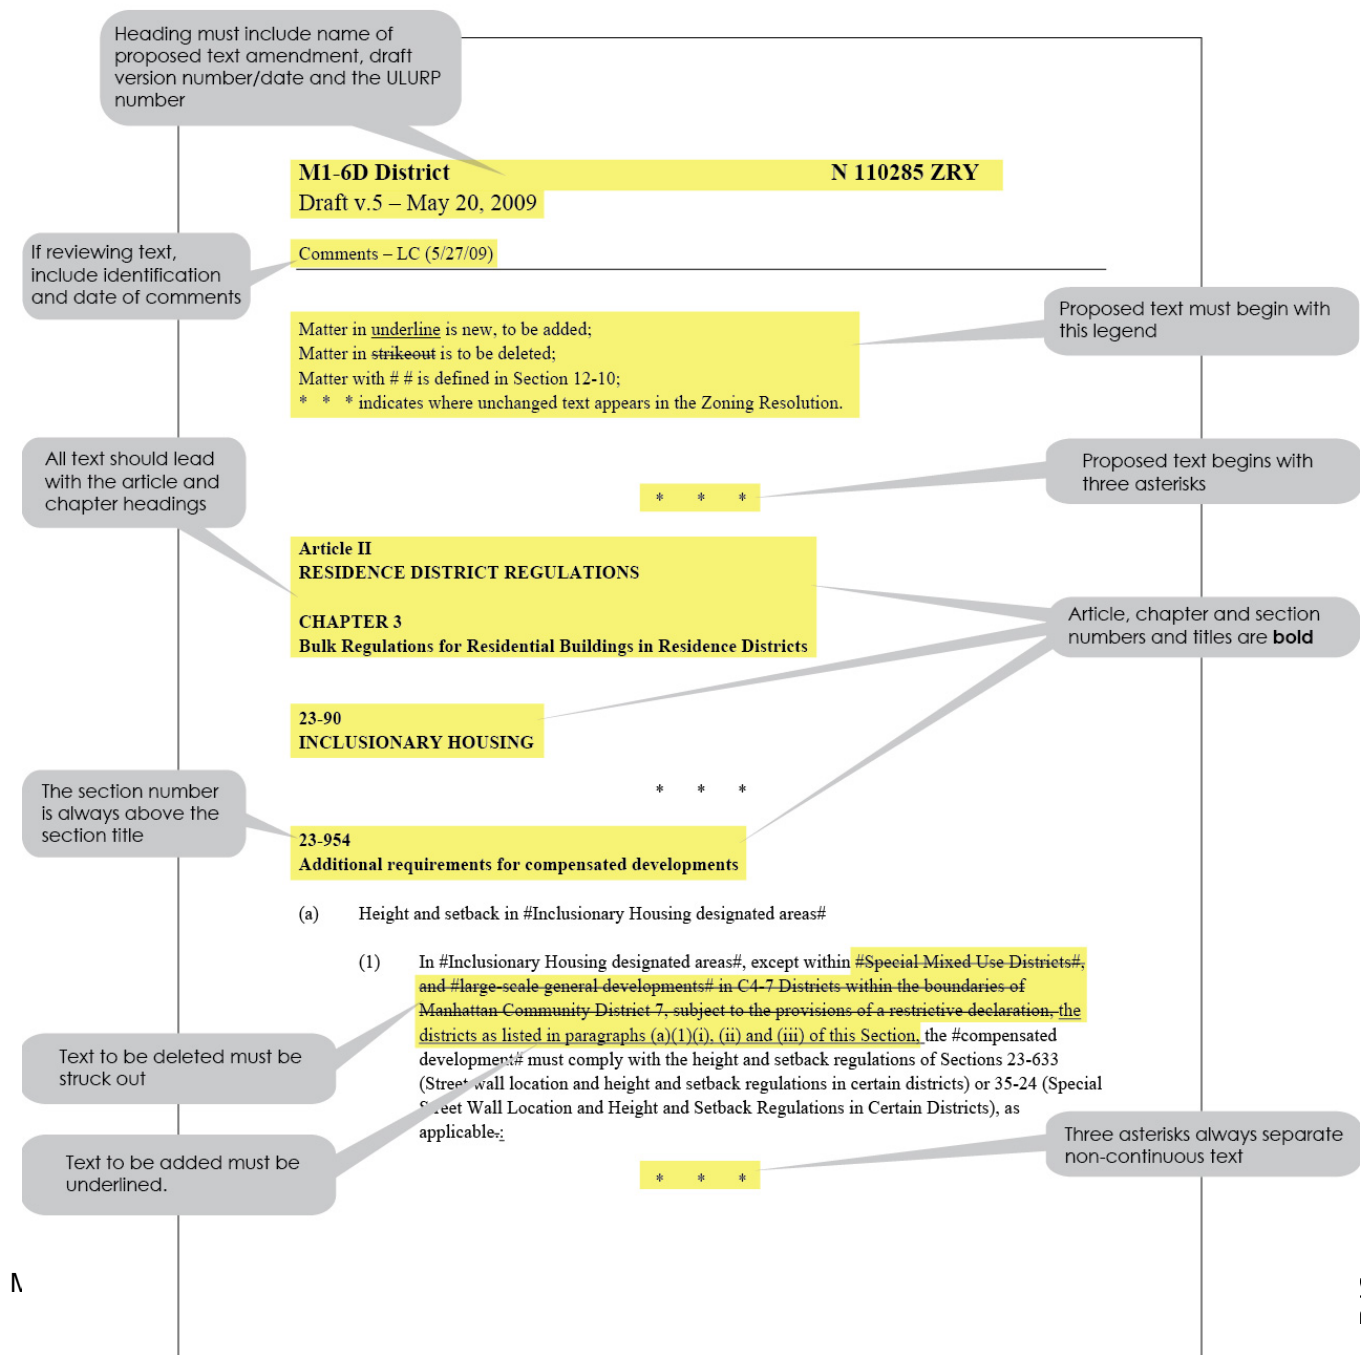 Heading must include name of
proposed text amendment, draft
version number/date and the ULURP
number
M1-6D District N 110285 ZRY
Draft v.5 – May 20, 2009
If reviewing text,
include identification
and date of comments
Comments – LC (5/27/09)
Proposed text must begin with
this legend
Matter in underline is new, to be added;
Matter in strikeout is to be deleted;
Matter with # # is defined in Section 12-10;
* * * indicates where unchanged text appears in the Zoning Resolution.
All text should lead
with the article and
chapter headings
Proposed text begins with
three asterisks
* * *
Article II
RESIDENCE DISTRICT REGULATIONS
CHAPTER 3
Bulk Regulations for Residential Buildings in Residence Districts
Article, chapter and section
numbers and titles are bold
23-90
INCLUSIONARY HOUSING
* * *
The section number
is always above the
section title
23-954
Additional requirements for compensated developments
(a) Height and setback in #Inclusionary Housing designated areas#
(1) In #Inclusionary Housing designated areas#, except within #Special Mixed Use Districts#,
and #large-scale general developments# in C4-7 Districts within the boundaries of
Manhattan Community District 7, subject to the provisions of a restrictive declaration, the
districts as listed in paragraphs (a)(1)(i), (ii) and (iii) of this Section, the #compensated
development# must comply with the height and setback regulations of Sections 23-633
(Street wall location and height and setback regulations in certain districts) or 35-24 (Special
Street Wall Location and Height and Setback Regulations in Certain Districts), as
applicable.:
Text to be deleted must be
struck out
Text to be added must be
underlined.
Three asterisks always separate
non-continuous text
* * *